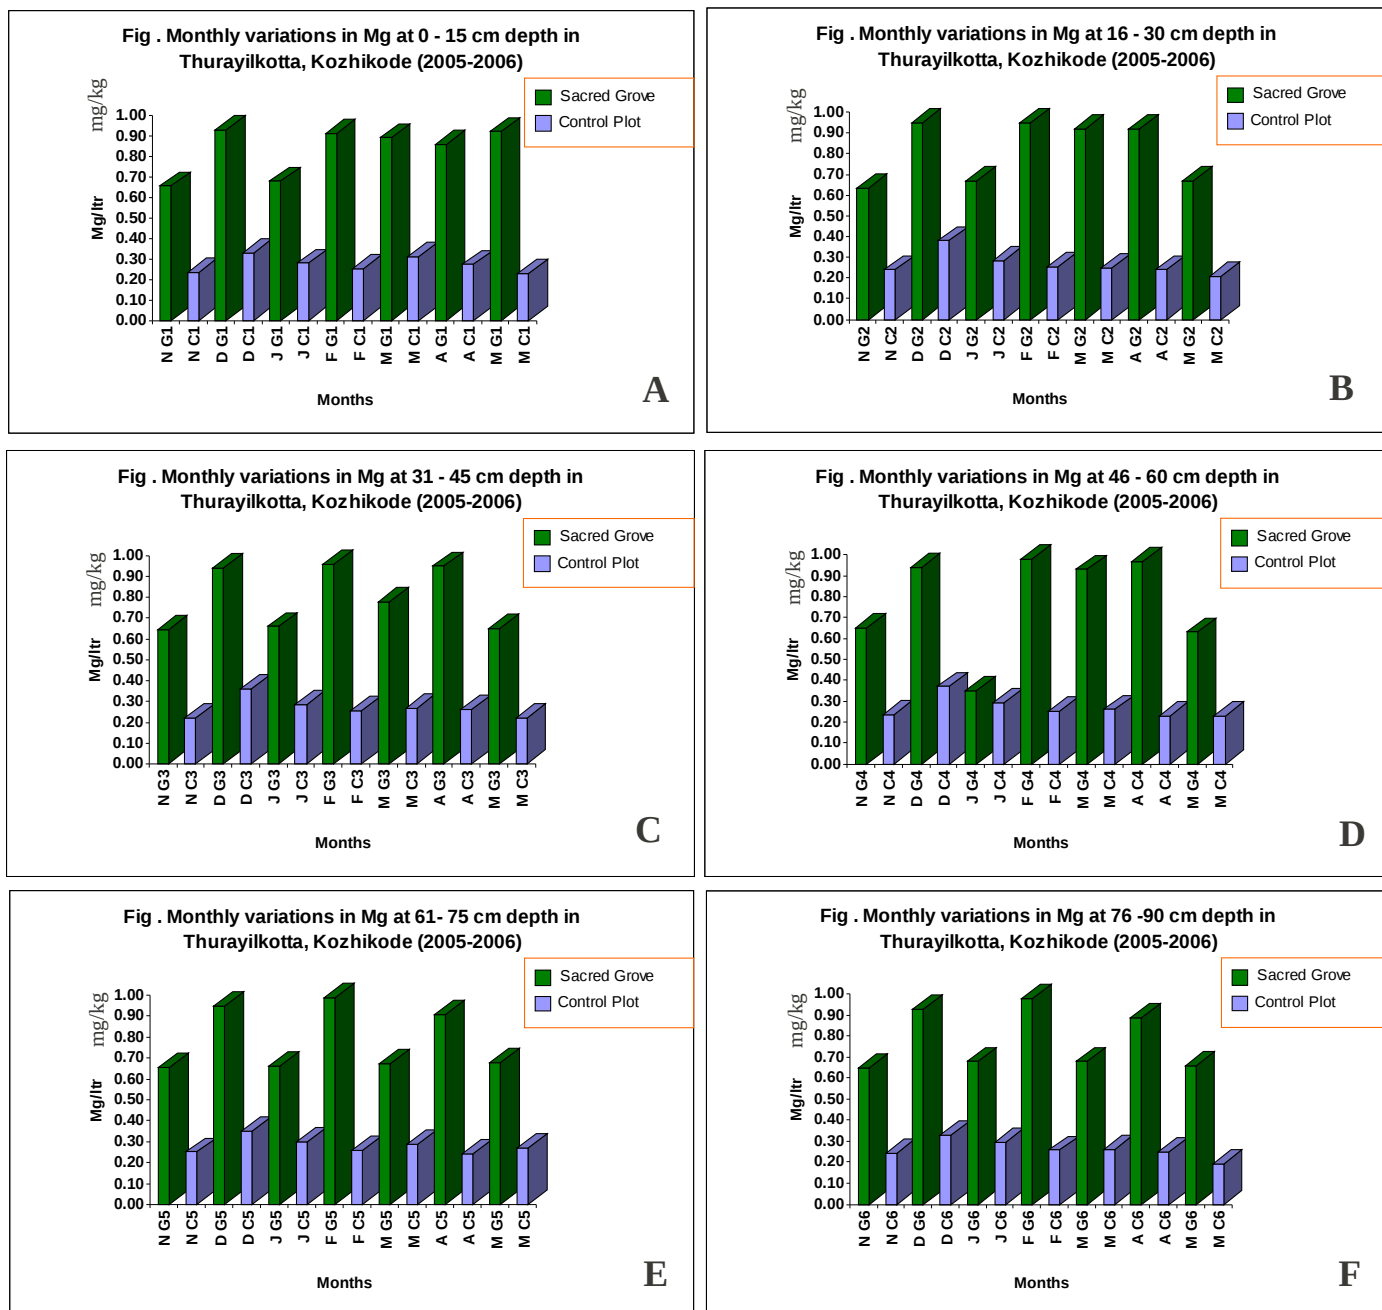 Fig . Monthly variations in Mg at 0 - 15 cm depth in
Thurayilkotta, Kozhikode (2005-2006)
Sacred Grove
Control Plot
mg/kg
Mg/ltr
1.00
0.90
0.80
0.70
0.60
0.50
0.40
0.30
0.20
0.10
0.00
N G1
N C1
D G1
D C1
J G1
J C1
F G1
F C1
M G1
M C1
A G1
A C1
M G1
M C1
Months
A
Fig . Monthly variations in Mg at 16 - 30 cm depth in
Thurayilkotta, Kozhikode (2005-2006)
Sacred Grove
Control Plot
mg/kg
Mg/ltr
1.00
0.90
0.80
0.70
0.60
0.50
0.40
0.30
0.20
0.10
0.00
N G2
N C2
D G2
D C2
J G2
J C2
F G2
F C2
M G2
M C2
A G2
A C2
M G2
M C2
Months
B
Fig . Monthly variations in Mg at 31 - 45 cm depth in
Thurayilkotta, Kozhikode (2005-2006)
Sacred Grove
Control Plot
mg/kg
Mg/ltr
1.00
0.90
0.80
0.70
0.60
0.50
0.40
0.30
0.20
0.10
0.00
N G3
N C3
D G3
D C3
J G3
J C3
F G3
F C3
M G3
M C3
A G3
A C3
M G3
M C3
Months
C
Fig . Monthly variations in Mg at 46 - 60 cm depth in
Thurayilkotta, Kozhikode (2005-2006)
Sacred Grove
Control Plot
mg/kg
Mg/ltr
1.00
0.90
0.80
0.70
0.60
0.50
0.40
0.30
0.20
0.10
0.00
N G4
N C4
D G4
D C4
J G4
J C4
F G4
F C4
M G4
M C4
A C4
A C4
M G4
M C4
Months
D
Fig . Monthly variations in Mg at 61- 75 cm depth in
Thurayilkotta, Kozhikode (2005-2006)
Sacred Grove
Control Plot
mg/kg
Mg/ltr
1.00
0.90
0.80
0.70
0.60
0.50
0.40
0.30
0.20
0.10
0.00
N G5
N C5
D G5
D C5
J G5
J C5
F G5
F C5
M G5
M C5
A C5
A C5
M G5
M C5
Months
E
Fig . Monthly variations in Mg at 76 -90 cm depth in
Thurayilkotta, Kozhikode (2005-2006)
Sacred Grove
Control Plot
mg/kg
Mg/ltr
1.00
0.90
0.80
0.70
0.60
0.50
0.40
0.30
0.20
0.10
0.00
N G6
N C6
D G6
D C6
J G6
J C6
F G6
F C6
M G6
M C6
A C6
A C6
M G6
M C6
Months
F